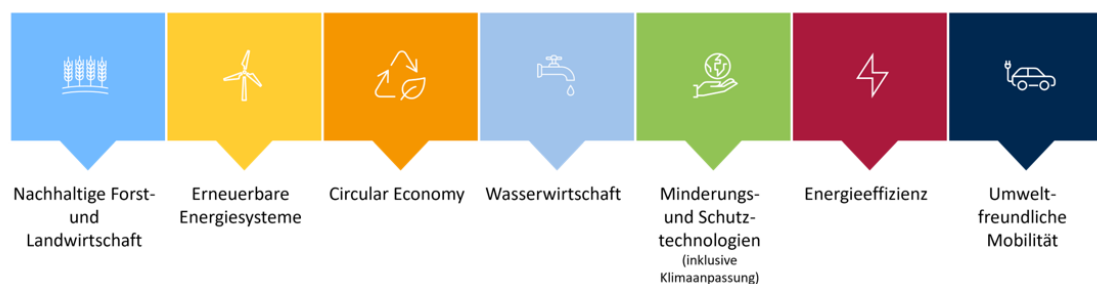 Nachhaltige Forst-
und
Landwirtschaft
Erneuerbare
Energiesysteme
Circular Economy
Wasserwirtschaft
Minderungs-
und Schutz-
technologien
(inklusive
Klimaanpassung)
Energieeffizienz
Umwelt-
freundliche
Mobilität